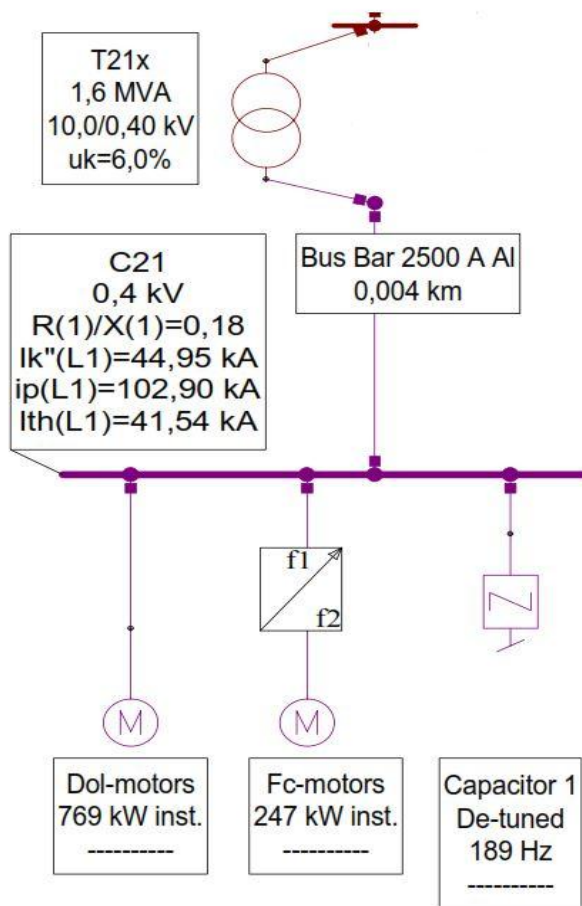 T21x
1,6 MVA
10,0/0,40 kV
uk=6,0%
Bus Bar 2500 A Al
0,004 km
C21
0,4 kV
R(1)/X(1)=0,18
Ik"(L1)=44,95 kA
ip(L1)=102,90 kA
Ith(L1)=41,54 kA
f1
f2
M
M
Dol-motors
769 kW inst.
----------
Fc-motors
247 kW inst.
----------
Capacitor 1
De-tuned
189 Hz
----------